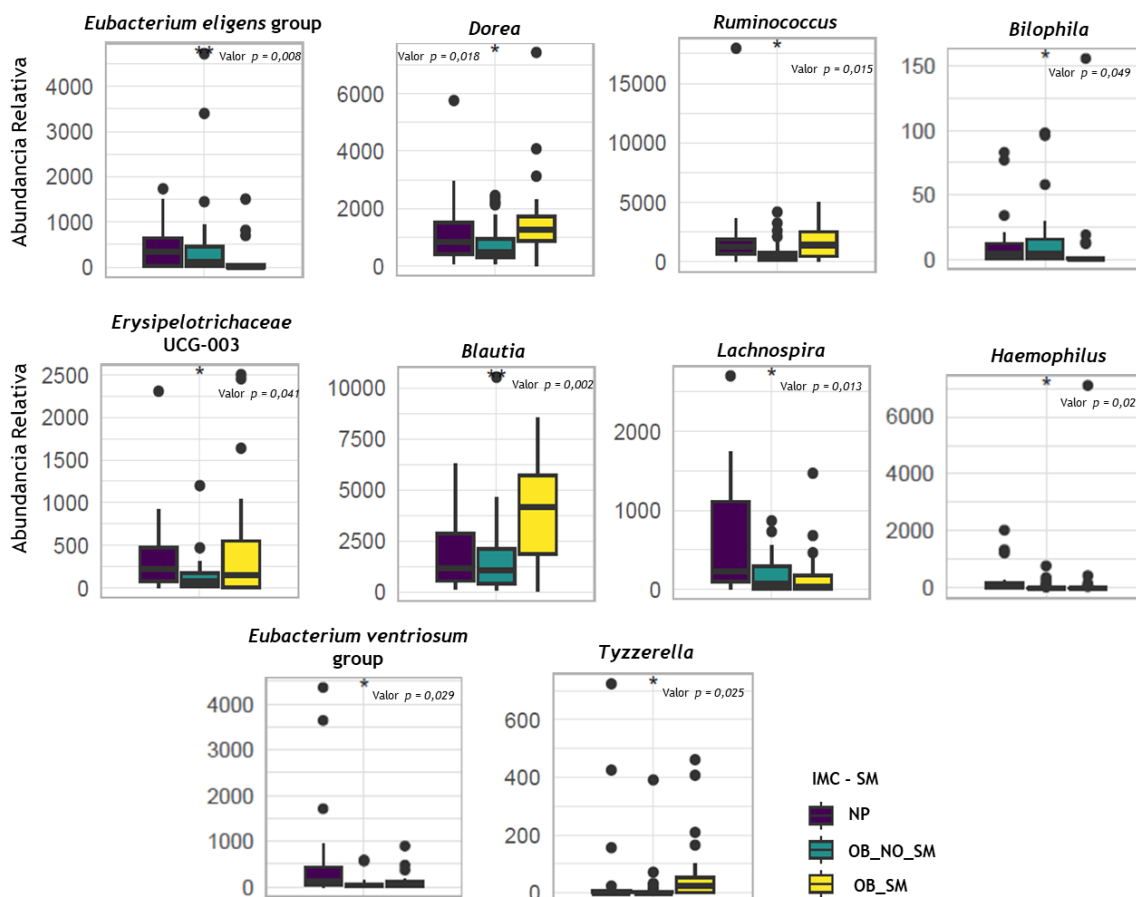 Eubacterium eligens group
Abundancia Relativa
**
Valor p = 0,008
4000
3000
2000
1000
0
Dorea
Valor p = 0,018
*
6000
4000
2000
0
Ruminococcus
*
Valor p = 0,015
15000
10000
5000
0
Bilophila
*
Valor p = 0,049
150
100
50
0
Erysipelotrichaceae
UCG-003
Abundancia Relativa
*
Valor p = 0,041
2500
2000
1500
1000
500
0
Blautia
**
Valor p = 0,002
10000
7500
5000
2500
0
Lachnospira
*
Valor p = 0,013
2000
1000
0
Haemophilus
*
Valor p = 0,02
6000
4000
2000
0
Eubacterium ventriosum
group
*
Valor p = 0,029
4000
3000
2000
1000
0
Tyzzerella
*
Valor p = 0,025
600
400
200
0
IMC - SM
NP
OB_NO_SM
OB_SM